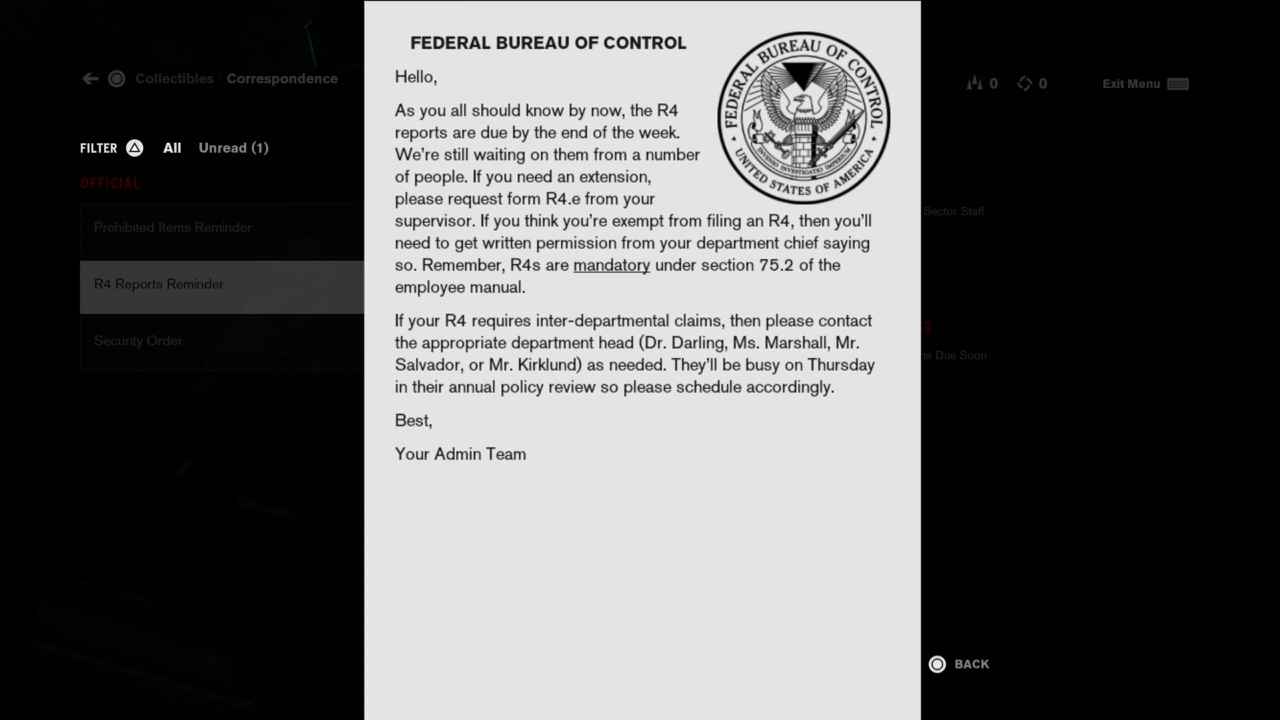 FEDERAL BUREAU OF CONTROL
FEDERAL BUREAU OF CONTROL
UNITED STATES OF AMERICA
INVENIO INVESTIGATIO IMPERIUM
Hello,
As you all should know by now, the R4
reports are due by the end of the week.
We’re still waiting on them from a number
of people. If you need an extension,
please request form R4.e from your
supervisor. If you think you’re exempt from filing an R4, then you’ll
need to get written permission from your department chief saying
so. Remember, R4s are mandatory under section 75.2 of the
employee manual.
If your R4 requires inter-departmental claims, then please contact
the appropriate department head (Dr. Darling, Ms. Marshall, Mr.
Salvador, or Mr. Kirklund) as needed. They’ll be busy on Thursday
in their annual policy review so please schedule accordingly.
Best,
Your Admin Team
Collectibles / Correspondence
0
0
Exit Menu
FILTER All Unread (1)
OFFICIAL
Prohibited Items Reminder
R4 Reports Reminder
Security Order
Sector Staff
Due Soon
BACK